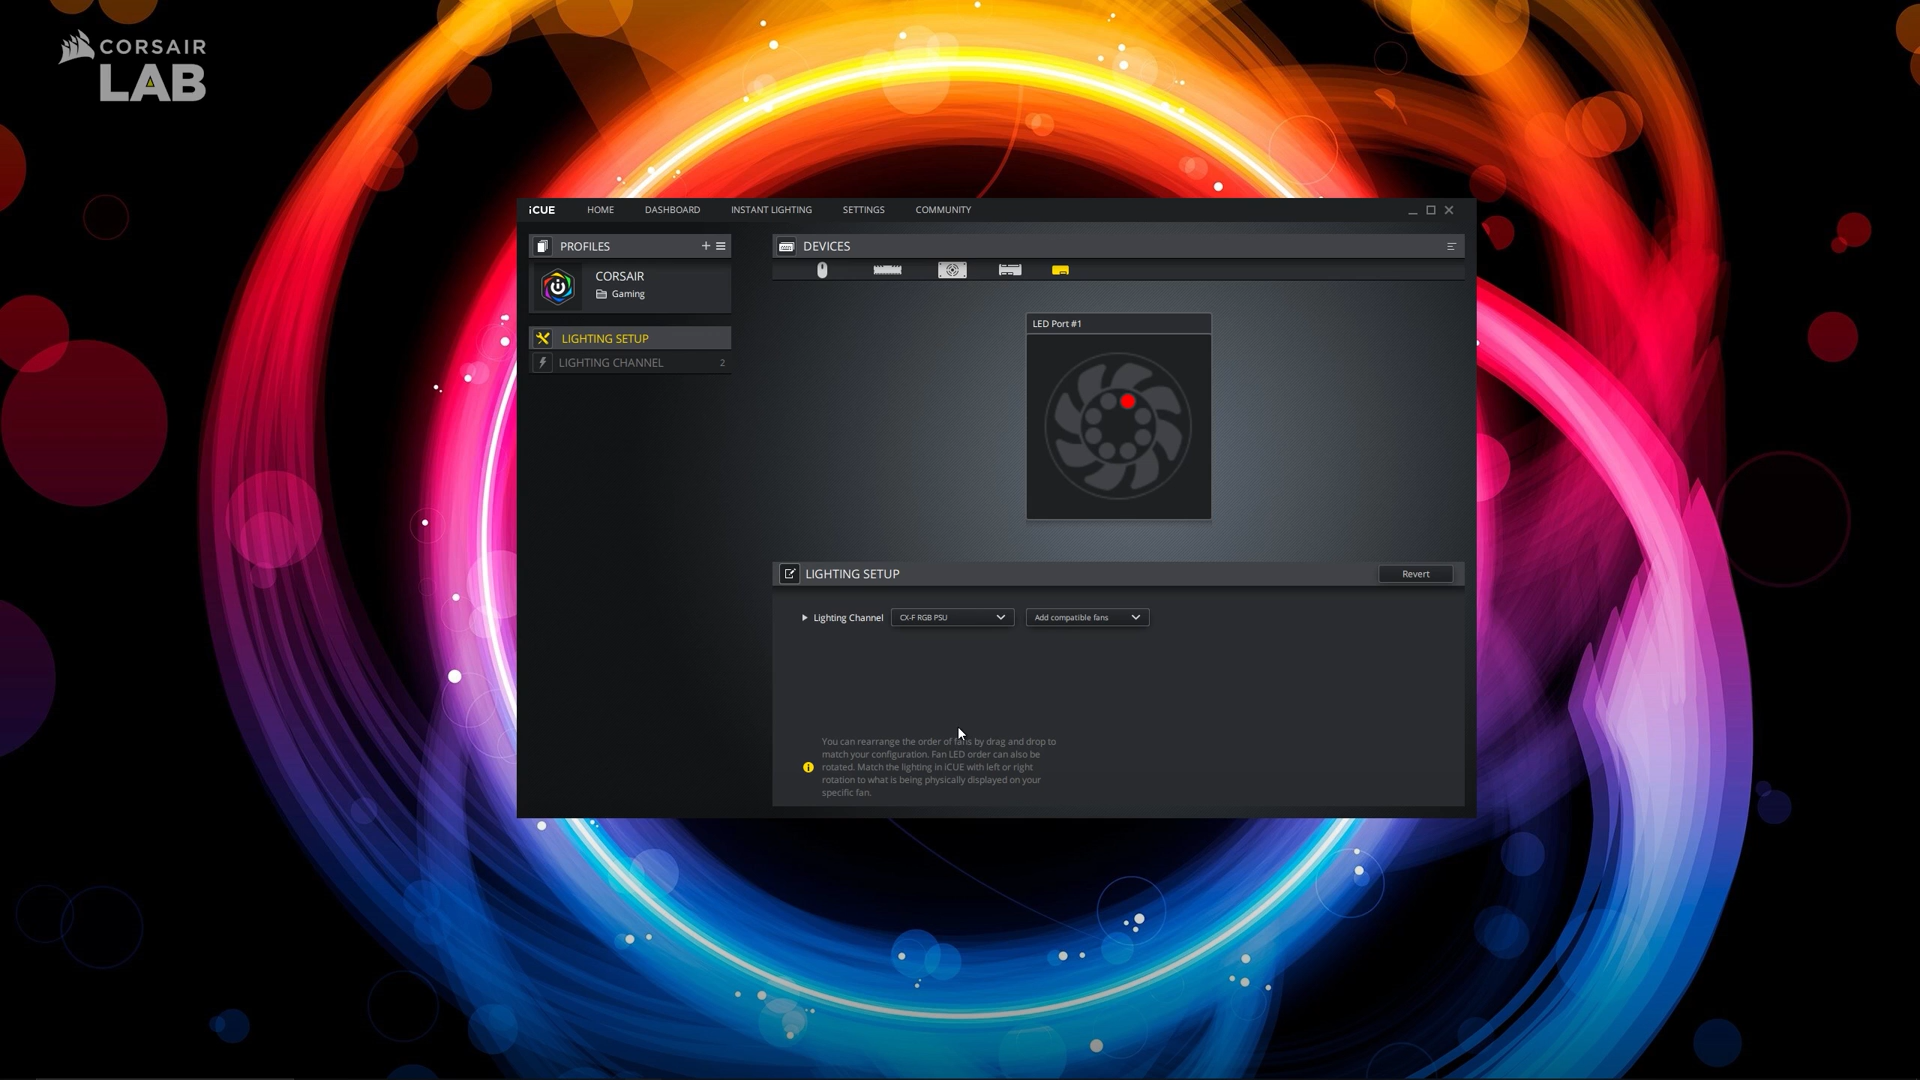 CORSAIR
LAB
iCUE HOME DASHBOARD INSTANT LIGHTING SETTINGS COMMUNITY
PROFILES
CORSAIR
Gaming
LIGHTING SETUP
LIGHTING CHANNEL 2
DEVICES
LED Port #1
LIGHTING SETUP Revert
Lighting Channel CX-F RGB PSU Add compatible fans
You can rearrange the order of fans by drag and drop to
match your configuration. Fan LED order can also be
rotated. Match the lighting in iCUE with left or right
rotation to what is being physically displayed on your
specific fan.